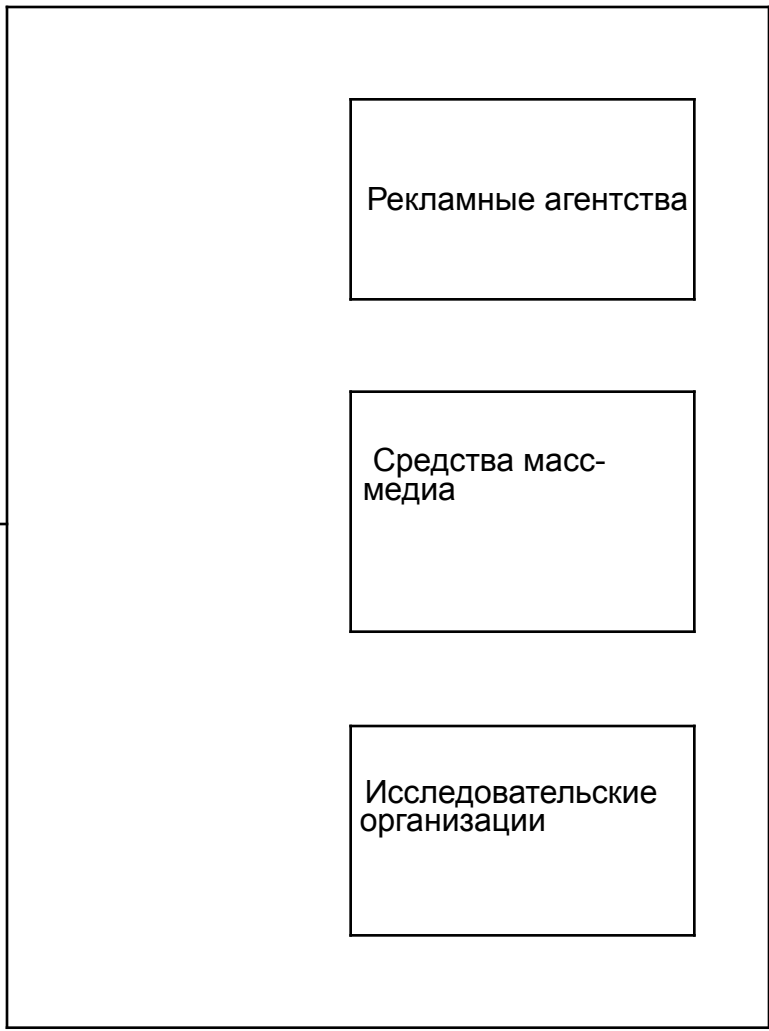 Рекламные агентства
Средства масс-
медиа
Исследовательские
организации